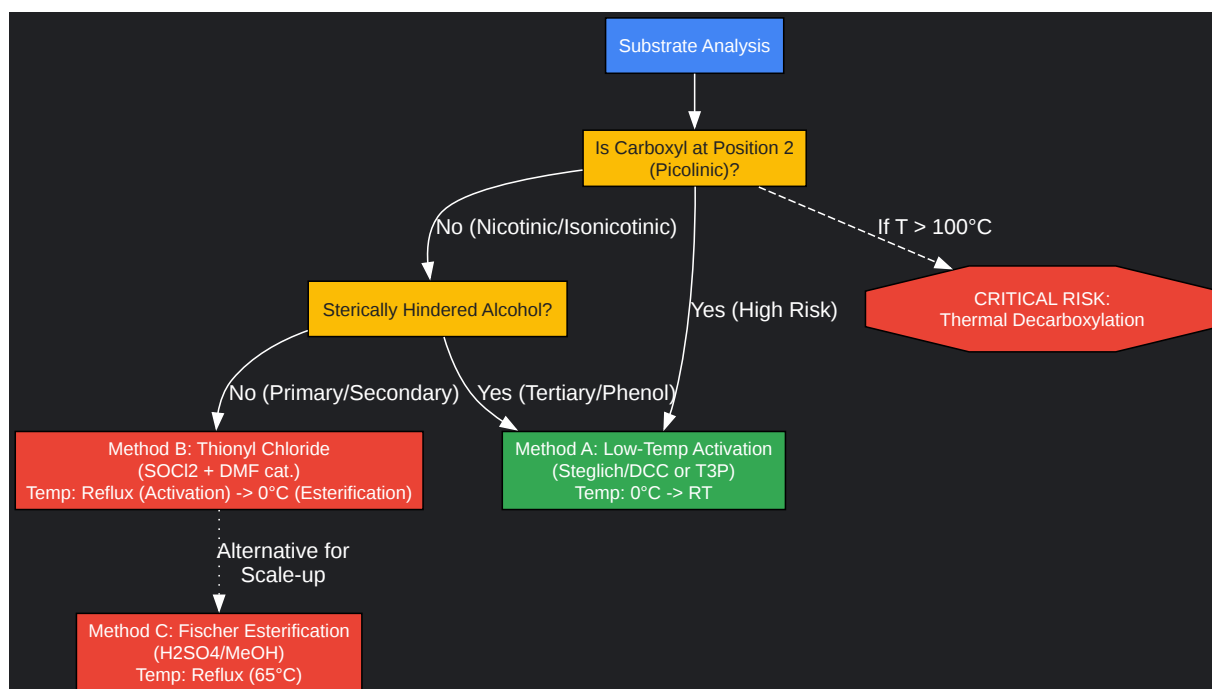 Substrate Analysis
Is Carboxyl at Position 2
(Picolinic)?
No (Nicotinic/Isonicotinic)
If T > 100°C
Sterically Hindered Alcohol?
Yes (High Risk)
CRITICAL RISK:
Thermal Decarboxylation
No (Primary/Secondary)
Yes (Tertiary/Phenol)
Method B: Thionyl Chloride
(SOCl2 + DMF cat.)
Temp: Reflux (Activation) -> 0°C (Esterification)
Method A: Low-Temp Activation
(Steglich/DCC or T3P)
Temp: 0°C -> RT
Alternative for
Scale-up
Method C: Fischer Esterification
(H2SO4/MeOH)
Temp: Reflux (65°C)